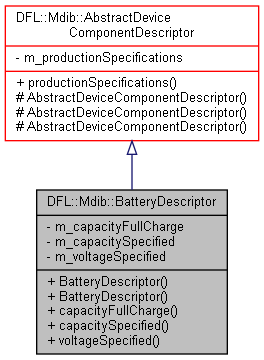 DFL::Mdib::AbstractDevice
ComponentDescriptor
- m_productionSpecifications
+ productionSpecifications()
# AbstractDeviceComponentDescriptor()
# AbstractDeviceComponentDescriptor()
# AbstractDeviceComponentDescriptor()
DFL::Mdib::BatteryDescriptor
- m_capacityFullCharge
- m_capacitySpecified
- m_voltageSpecified
+ BatteryDescriptor()
+ BatteryDescriptor()
+ capacityFullCharge()
+ capacitySpecified()
+ voltageSpecified()